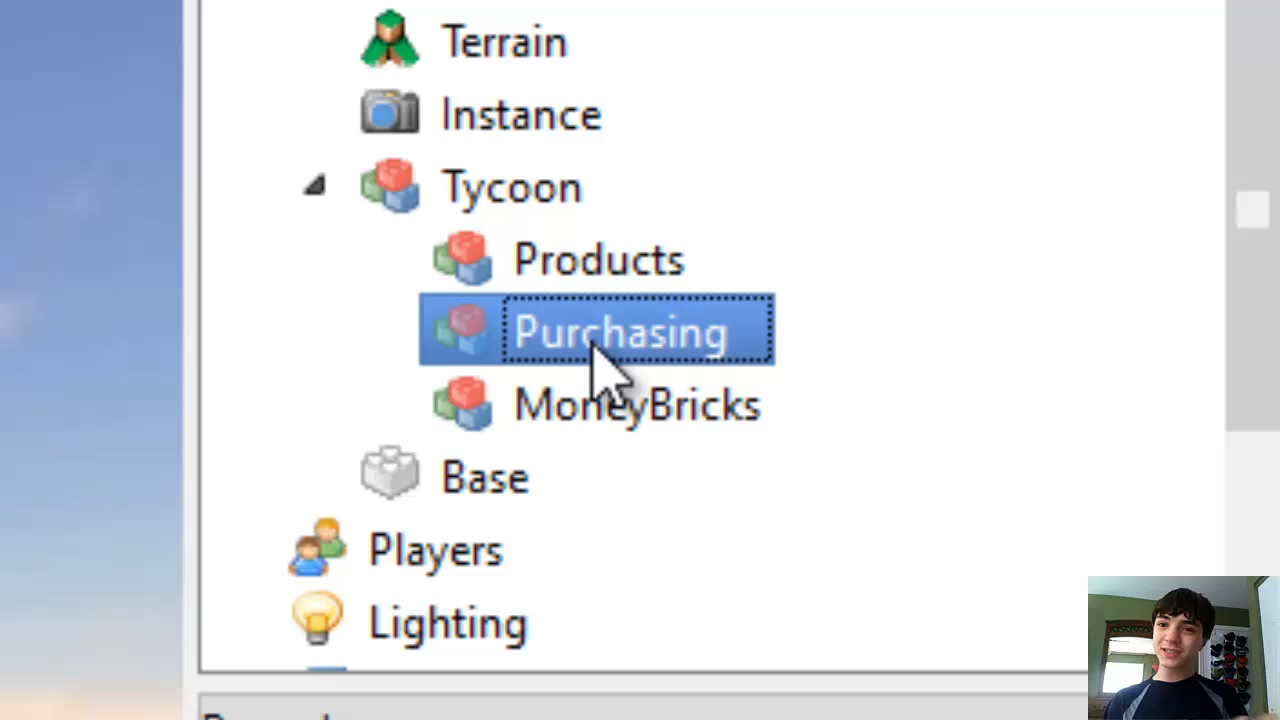 Terrain
Instance
Tycoon
Products
Purchasing
MoneyBricks
Base
Players
Lighting